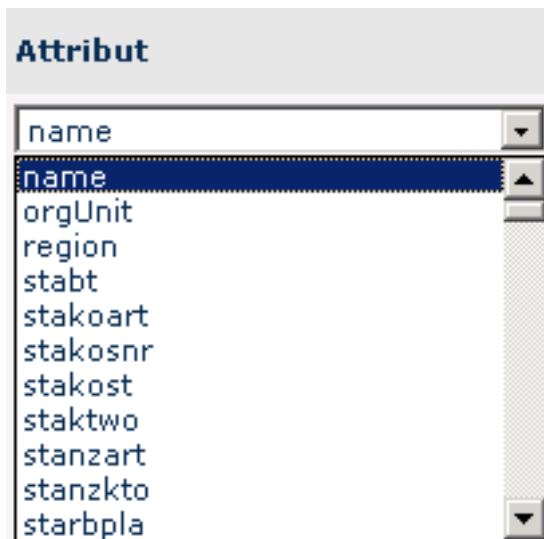 Attribut
name
name
orgUnit
region
stabt
stakoart
stakosnr
stakost
staktwo
stanzart
stanzkto
starbpla